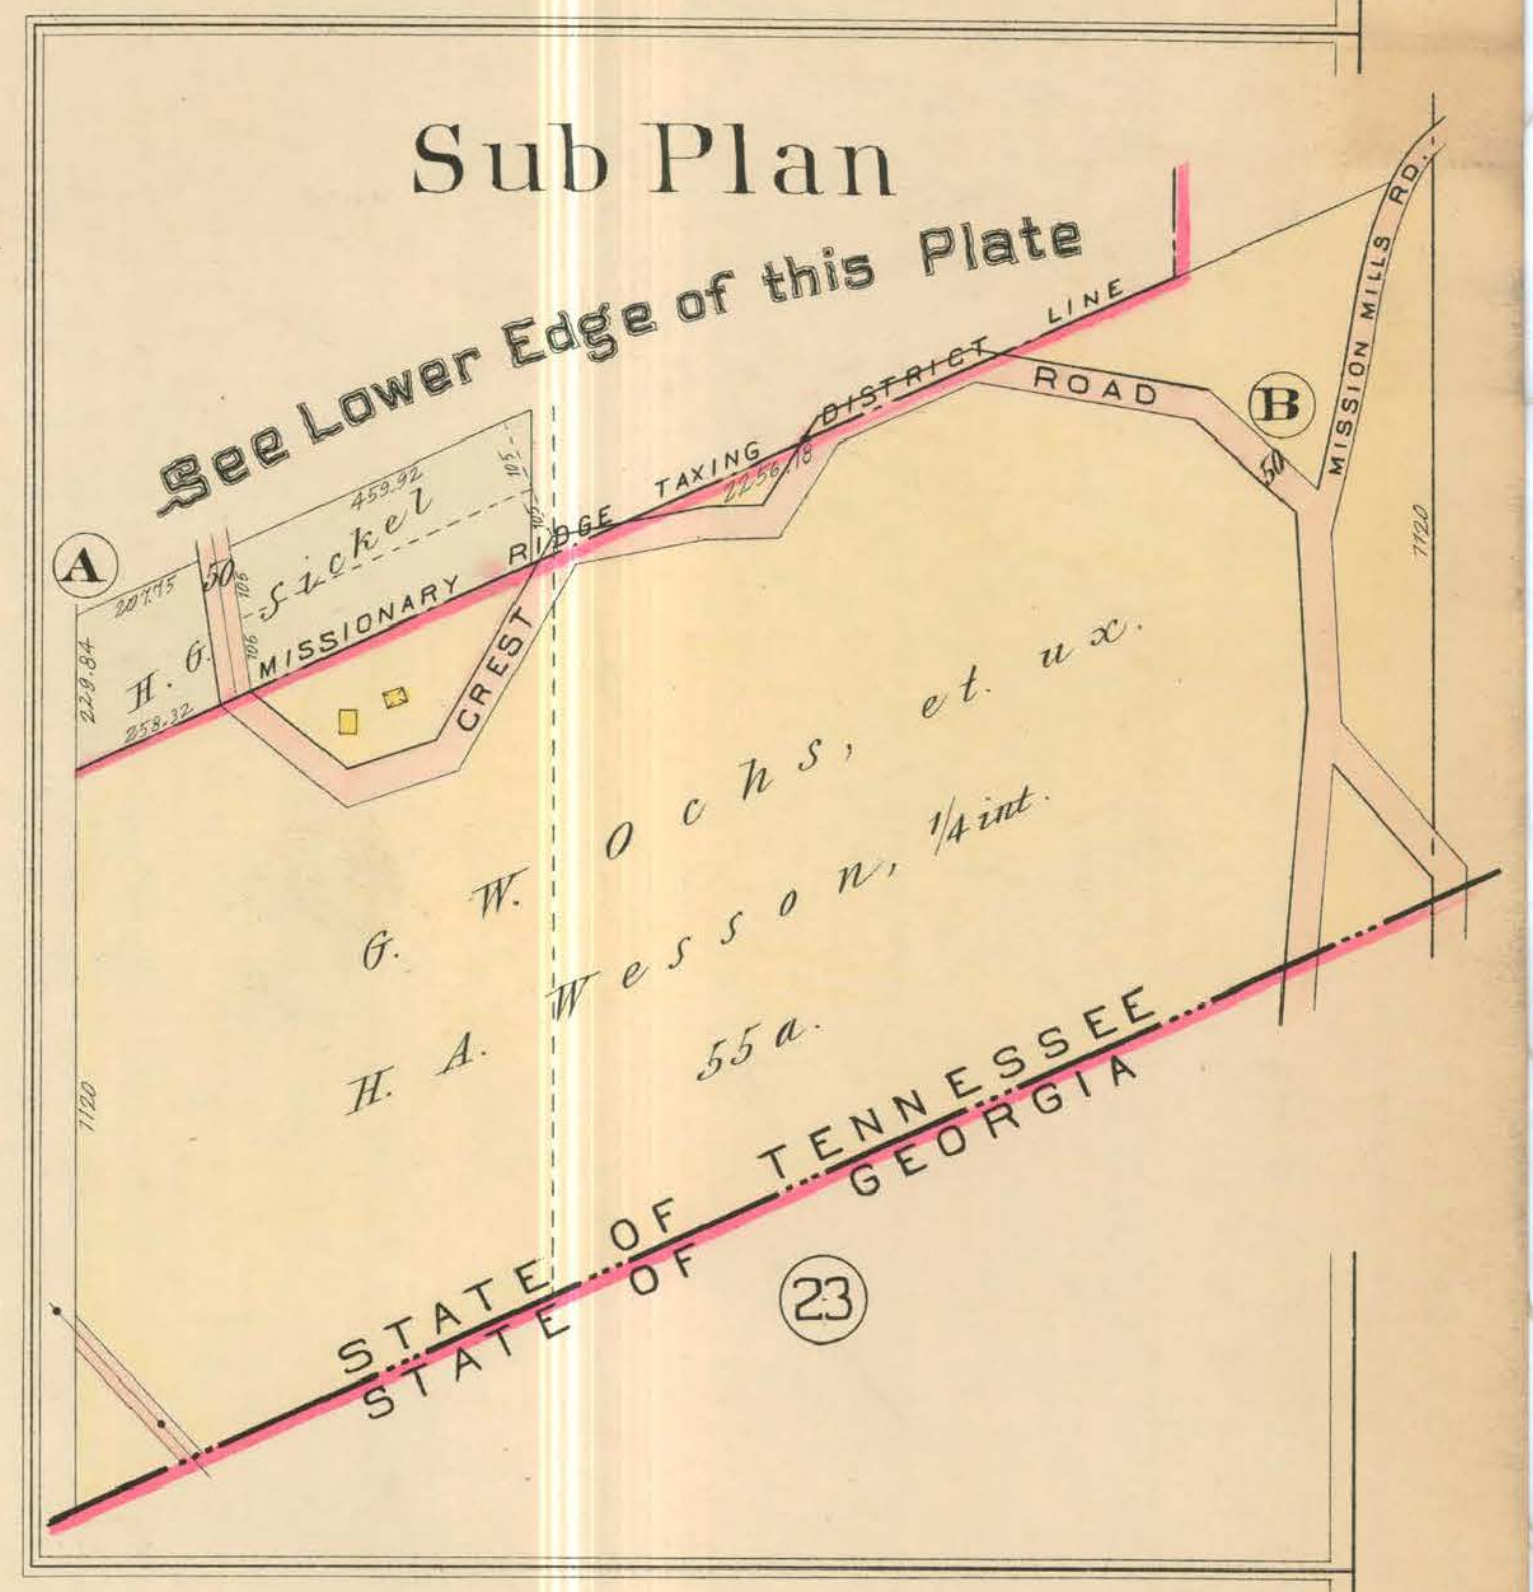 Sub Plan
See Lower Edge of this Plate
A
B
MISSION MILLS RD.
MISSIONARY RIDGE TAXING DISTRICT LINE
CREST ROAD
H. G. Sickel
459.92
207.75
229.84
258.32
50
106
106
105
2256.18
50
1120
1120
G. W. Ochs, et. ux.
H. A. Wesson, 1/4 int.
55 a.
STATE OF TENNESSEE
STATE OF GEORGIA
23